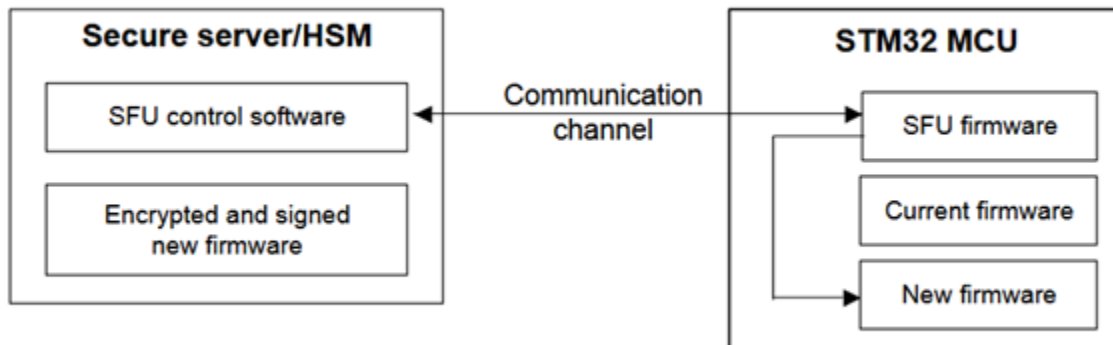 Secure server/HSM
SFU control software
Encrypted and signed
new firmware
Communication
channel
STM32 MCU
SFU firmware
Current firmware
New firmware